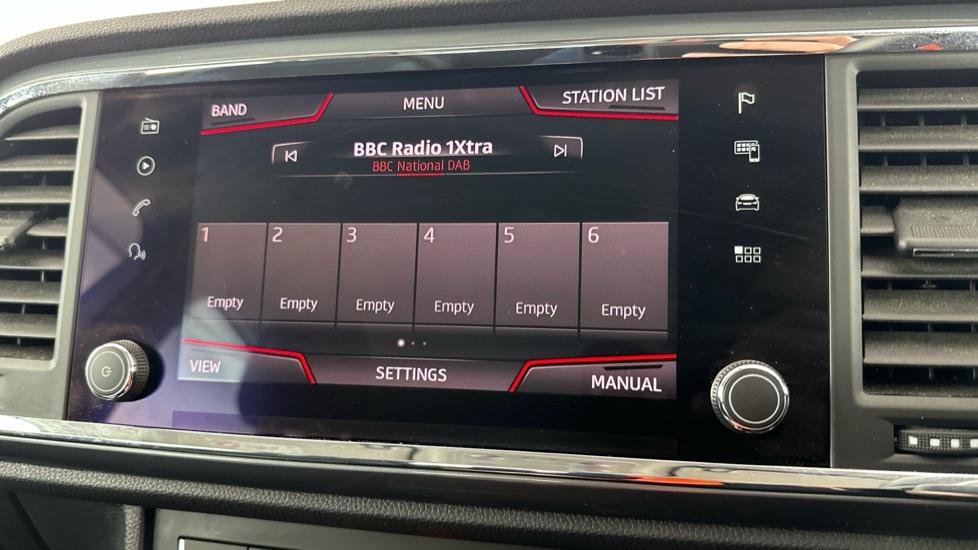 BAND
MENU
STATION LIST
BBC Radio 1Xtra
BBC National DAB
1 2 3 4 5 6
Empty Empty Empty Empty Empty Empty
VIEW
SETTINGS
MANUAL